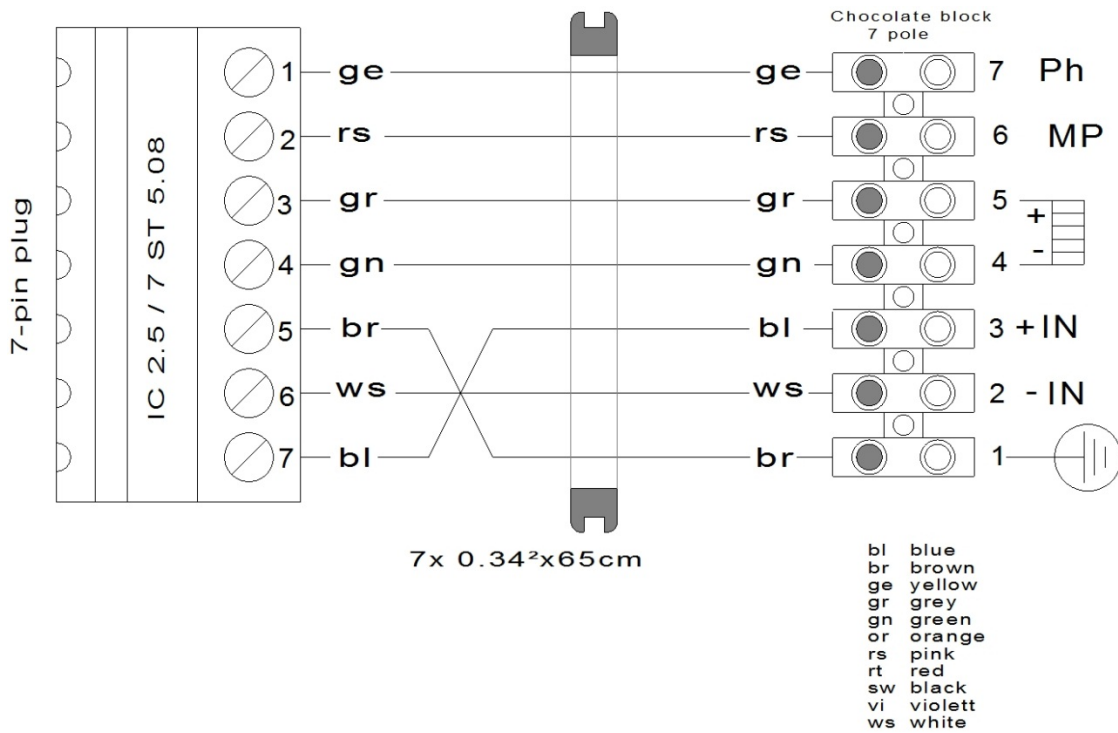 Chocolate block
7 pole
7-pin plug
IC 2.5 / 7 ST 5.08
1 ge ge 7 Ph
2 rs rs 6 MP
3 gr gr 5
+
4 gn gn 4
-
5 br bl 3 +IN
6 ws ws 2 - IN
7 bl br 1
7x 0.34²x65cm
bl blue
br brown
ge yellow
gr grey
gn green
or orange
rs pink
rt red
sw black
vi violett
ws white